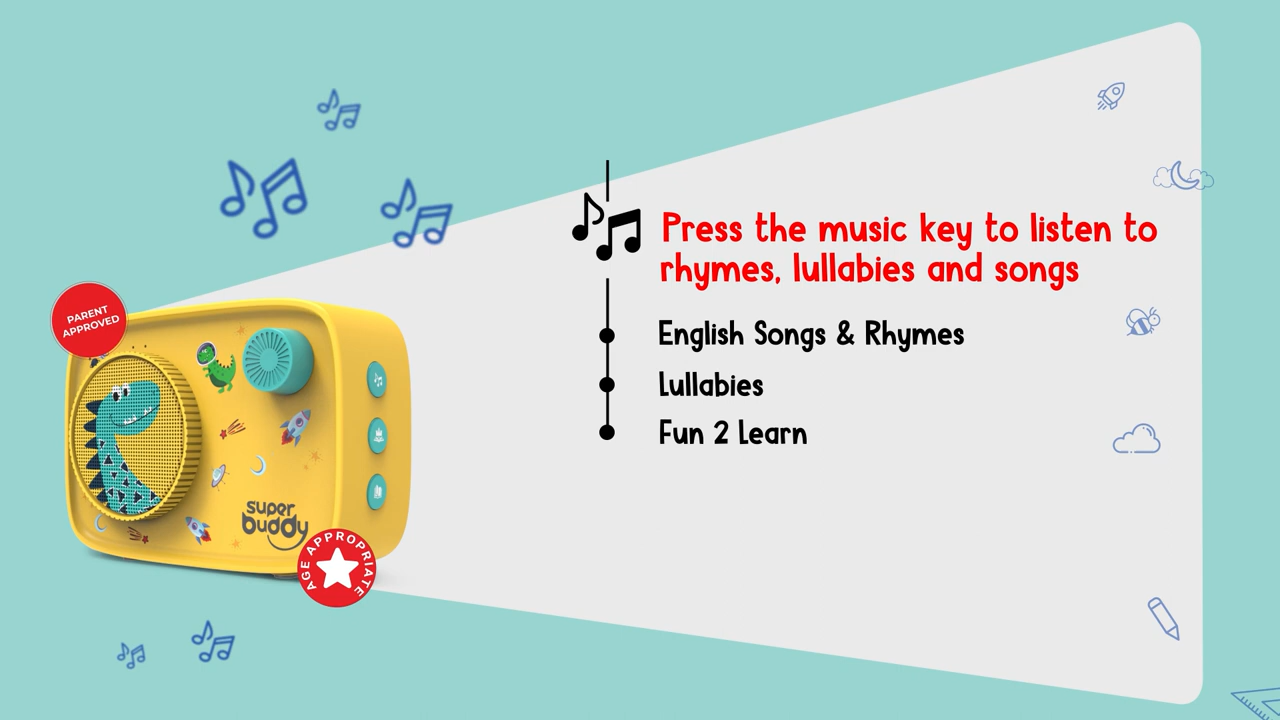 PARENT
APPROVED
Press the music key to listen to
rhymes, lullabies and songs
English Songs & Rhymes
Lullabies
Fun 2 Learn
super
buddy
AGE APPROPRIATE